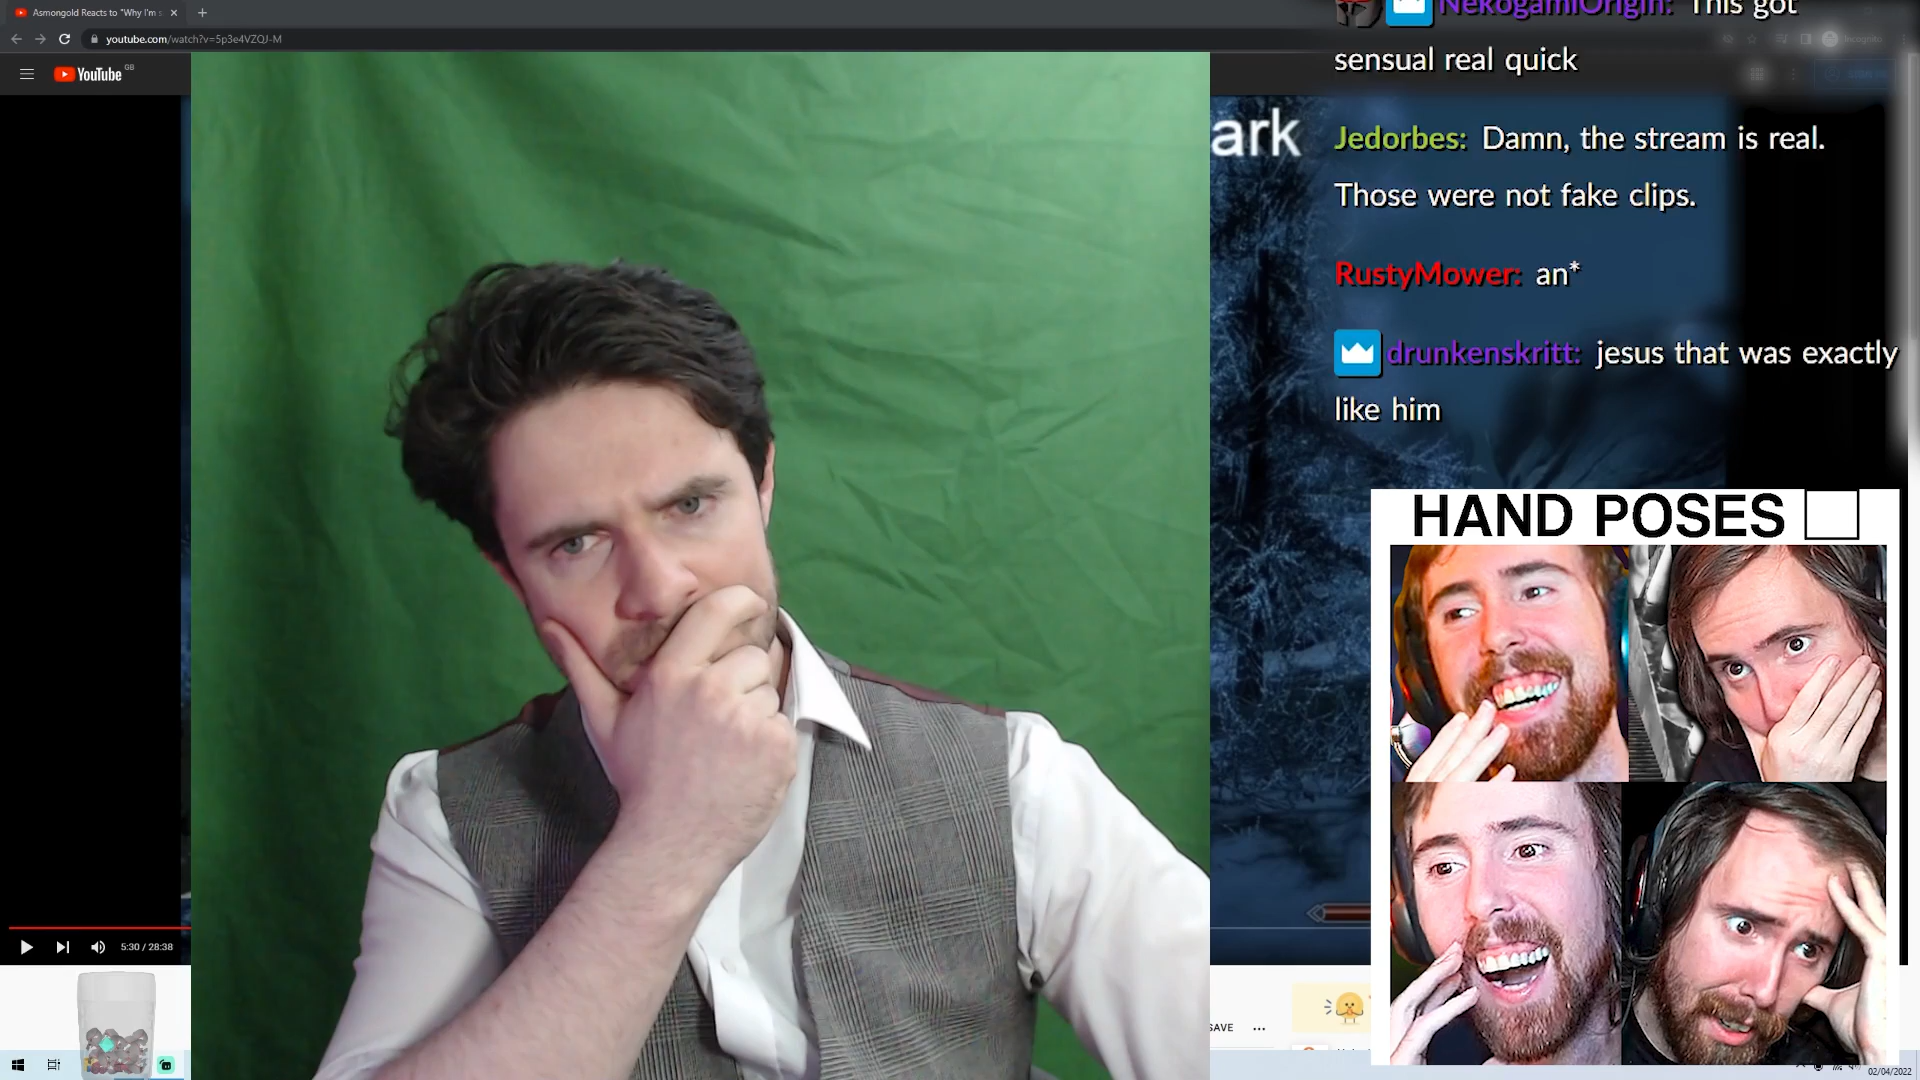 Asmongold Reacts to "Why I'm s
youtube.com/watch?v=5p3e4VZQJ-M
Incognito
YouTube GB
NekogamiOrigin: This got
sensual real quick
ark
Jedorbes: Damn, the stream is real.
Those were not fake clips.
RustyMower: an*
drunkenskritt: jesus that was exactly
like him
HAND POSES
5:30 / 28:38
SAVE
02/04/2022